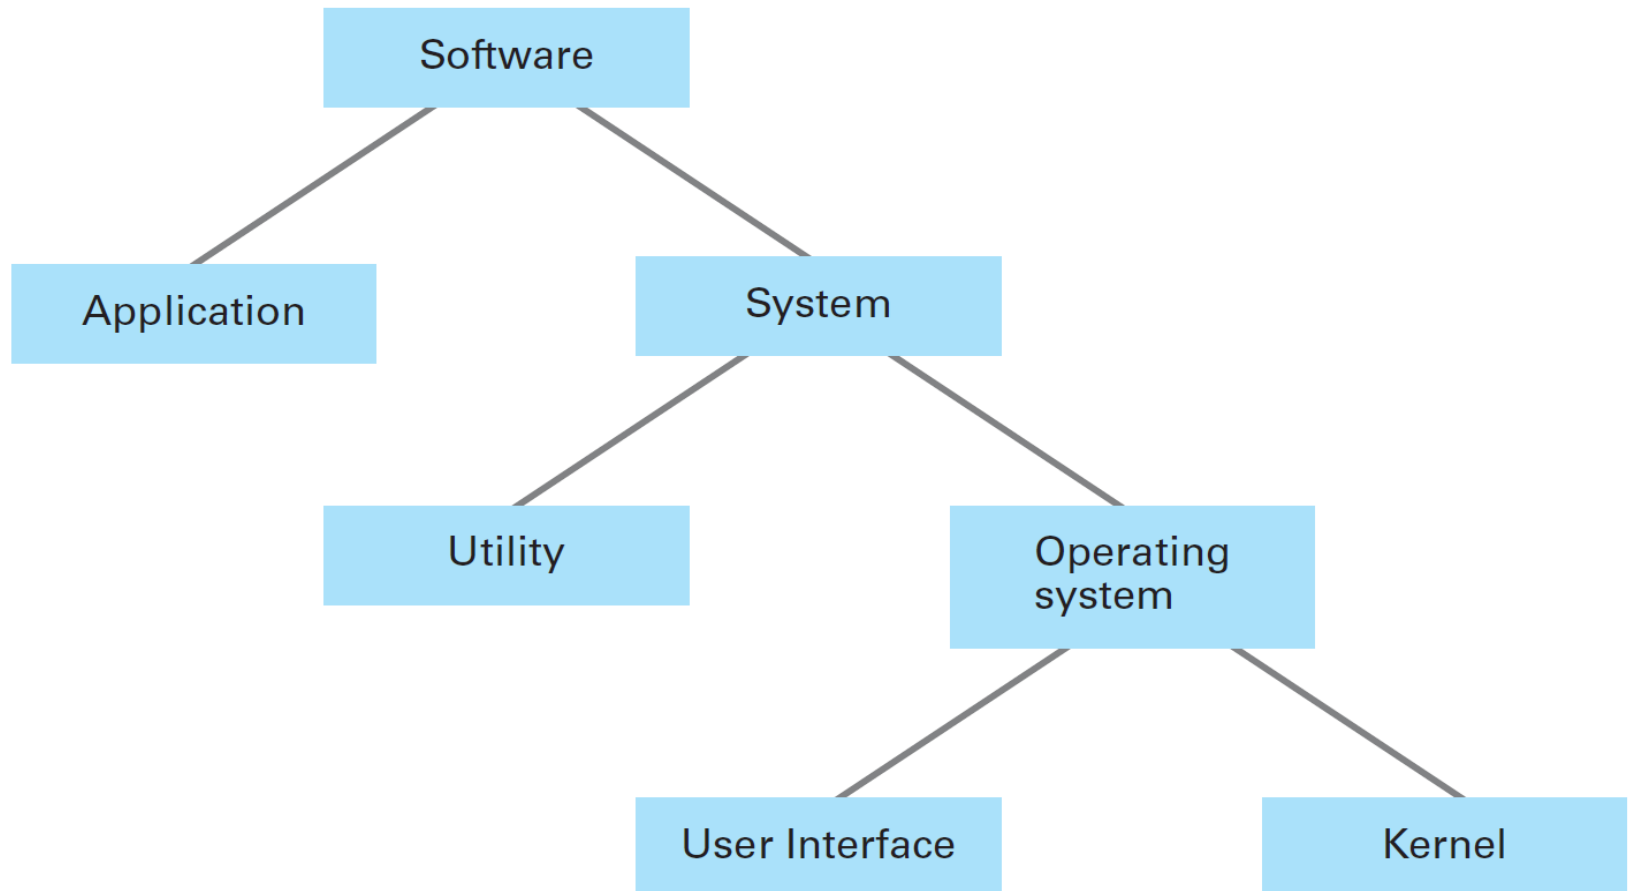 Software
Application
System
Utility
Operating
system
User Interface
Kernel